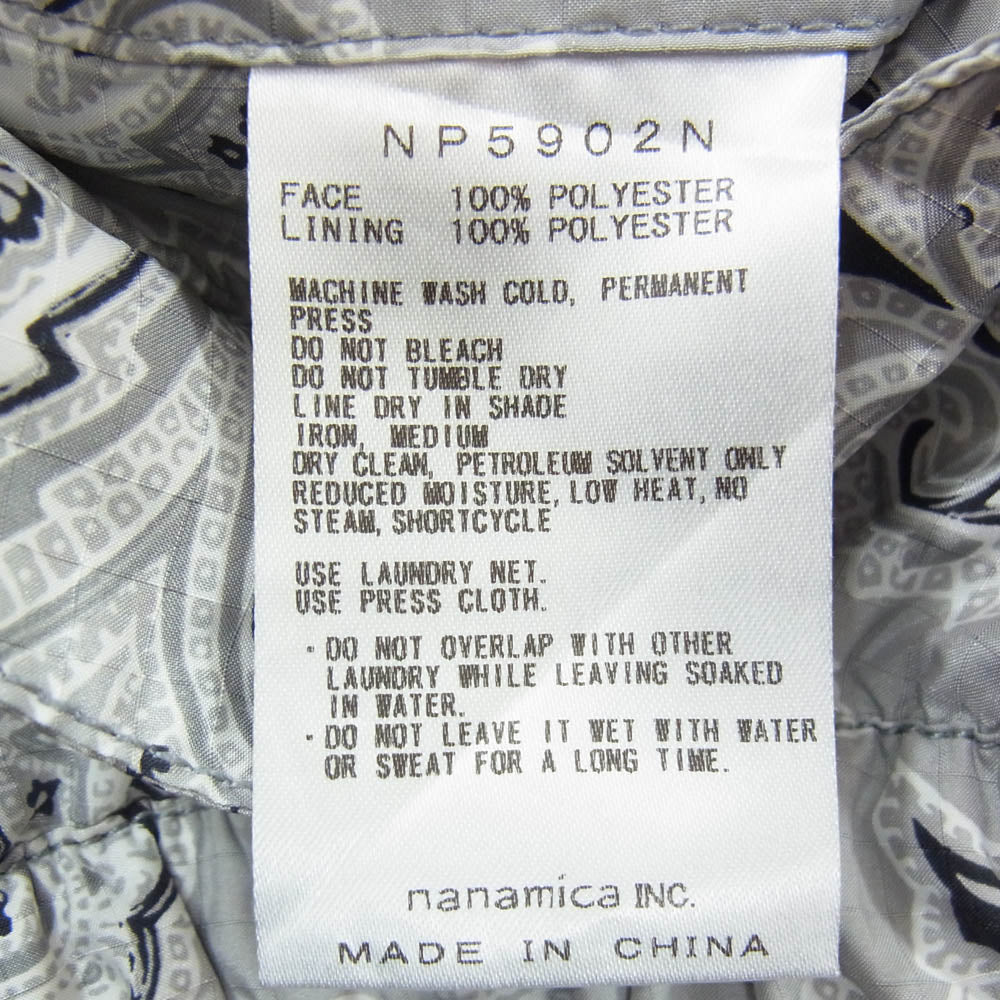 NP5902N
FACE 100% POLYESTER
LINING 100% POLYESTER
MACHINE WASH COLD, PERMANENT
PRESS
DO NOT BLEACH
DO NOT TUMBLE DRY
LINE DRY IN SHADE
IRON, MEDIUM
DRY CLEAN, PETROLEUM SOLVENT ONLY
REDUCED MOISTURE, LOW HEAT, NO
STEAM, SHORTCYCLE
USE LAUNDRY NET.
USE PRESS CLOTH.
・DO NOT OVERLAP WITH OTHER
LAUNDRY WHILE LEAVING SOAKED
IN WATER.
・DO NOT LEAVE IT WET WITH WATER
OR SWEAT FOR A LONG TIME.
nanamica INC.
MADE IN CHINA